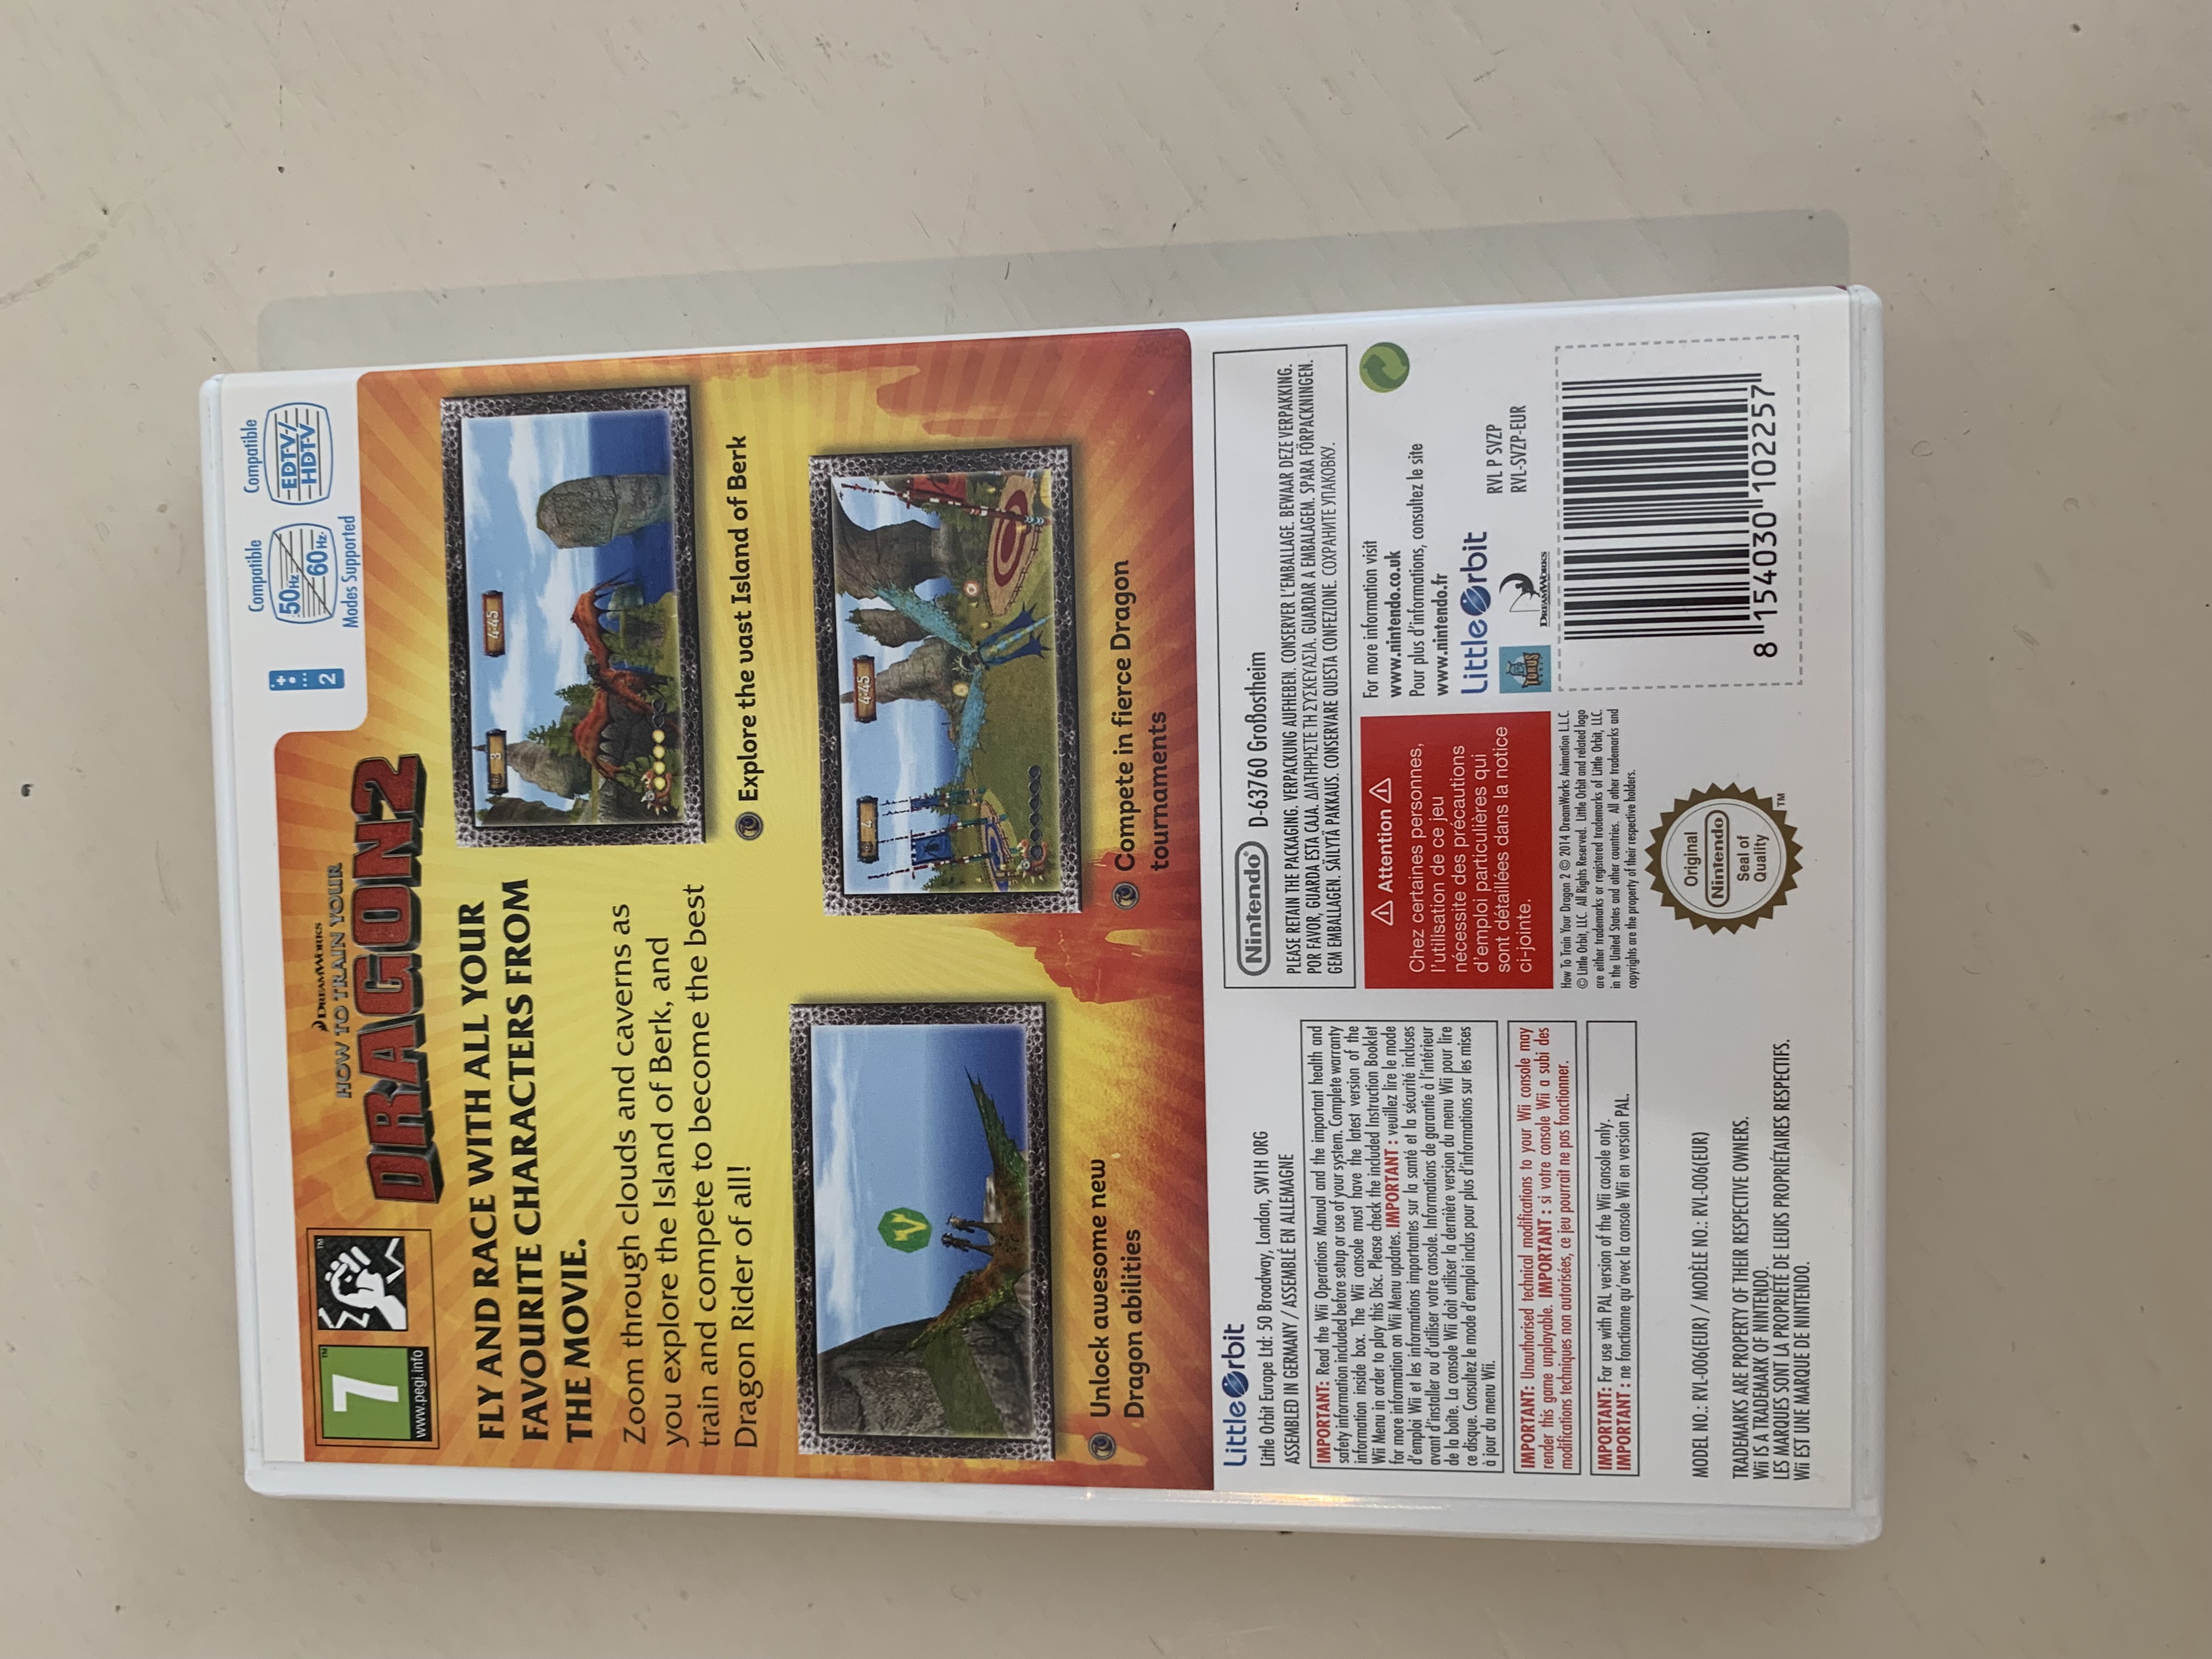 Compatible
50Hz
60Hz
Modes Supported
Compatible
EDTV/
HDTV
2
7
™
www.pegi.info
™
DREAMWORKS
HOW TO TRAIN YOUR
DRAGON 2
FLY AND RACE WITH ALL YOUR
FAVOURITE CHARACTERS FROM
THE MOVIE.
Zoom through clouds and caverns as
you explore the Island of Berk, and
train and compete to become the best
Dragon Rider of all!
3
4:45
Explore the vast Island of Berk
4
4:45
Unlock awesome new
Dragon abilities
Compete in fierce Dragon
tournaments
Little Orbit
Little Orbit Europe Ltd: 50 Broadway, London, SW1H 0RG
ASSEMBLED IN GERMANY / ASSEMBLÉ EN ALLEMAGNE
IMPORTANT: Read the Wii Operations Manual and the important health and
safety information included before setup or use of your system. Complete warranty
information inside box. The Wii console must have the latest version of the
Wii Menu in order to play this Disc. Please check the included Instruction Booklet
for more information on Wii Menu updates. IMPORTANT : veuillez lire le mode
d'emploi Wii et les informations importantes sur la santé et la sécurité incluses
avant d'installer ou d'utiliser votre console. Informations de garantie à l'intérieur
de la boîte. La console Wii doit utiliser la dernière version du menu Wii pour lire
ce disque. Consultez le mode d'emploi inclus pour plus d'informations sur les mises
à jour du menu Wii.
IMPORTANT: Unauthorised technical modifications to your Wii console may
render this game unplayable. IMPORTANT : si votre console Wii a subi des
modifications techniques non autorisées, ce jeu pourrait ne pas fonctionner.
IMPORTANT: For use with PAL version of the Wii console only.
IMPORTANT : ne fonctionne qu'avec la console Wii en version PAL.
MODEL NO.: RVL-006(EUR) / MODÈLE NO.: RVL-006(EUR)
TRADEMARKS ARE PROPERTY OF THEIR RESPECTIVE OWNERS.
Wii IS A TRADEMARK OF NINTENDO.
LES MARQUES SONT LA PROPRIÉTÉ DE LEURS PROPRIÉTAIRES RESPECTIFS.
Wii EST UNE MARQUE DE NINTENDO.
Nintendo® D-63760 Großostheim
PLEASE RETAIN THE PACKAGING. VERPACKUNG AUFHEBEN. CONSERVER L'EMBALLAGE. BEWAAR DEZE VERPAKKING.
POR FAVOR, GUARDA ESTA CAJA. ΔΙΑΤΗΡΗΣΤΕ ΤΗ ΣΥΣΚΕΥΑΣΙΑ. GUARDAR A EMBALAGEM. SPARA FÖRPACKNINGEN.
GEM EMBALLAGEN. SÄILYTÄ PAKKAUS. CONSERVARE QUESTA CONFEZIONE. СОХРАНИТЕ УПАКОВКУ.
Attention
Chez certaines personnes,
l'utilisation de ce jeu
nécessite des précautions
d'emploi particulières qui
sont détaillées dans la notice
ci-jointe.
For more information visit
www.nintendo.co.uk
Pour plus d'informations, consultez le site
www.nintendo.fr
Little Orbit
TORUS
DREAMWORKS
RVL P SVZP
RVL-SVZP-EUR
How To Train Your Dragon 2 © 2014 DreamWorks Animation L.L.C.
© Little Orbit, LLC. All Rights Reserved. Little Orbit and related logo
are either trademarks or registered trademarks of Little Orbit, LLC.
in the United States and other countries. All other trademarks and
copyrights are the property of their respective holders.
Original
Nintendo
Seal of
Quality
™
8 154030 102257